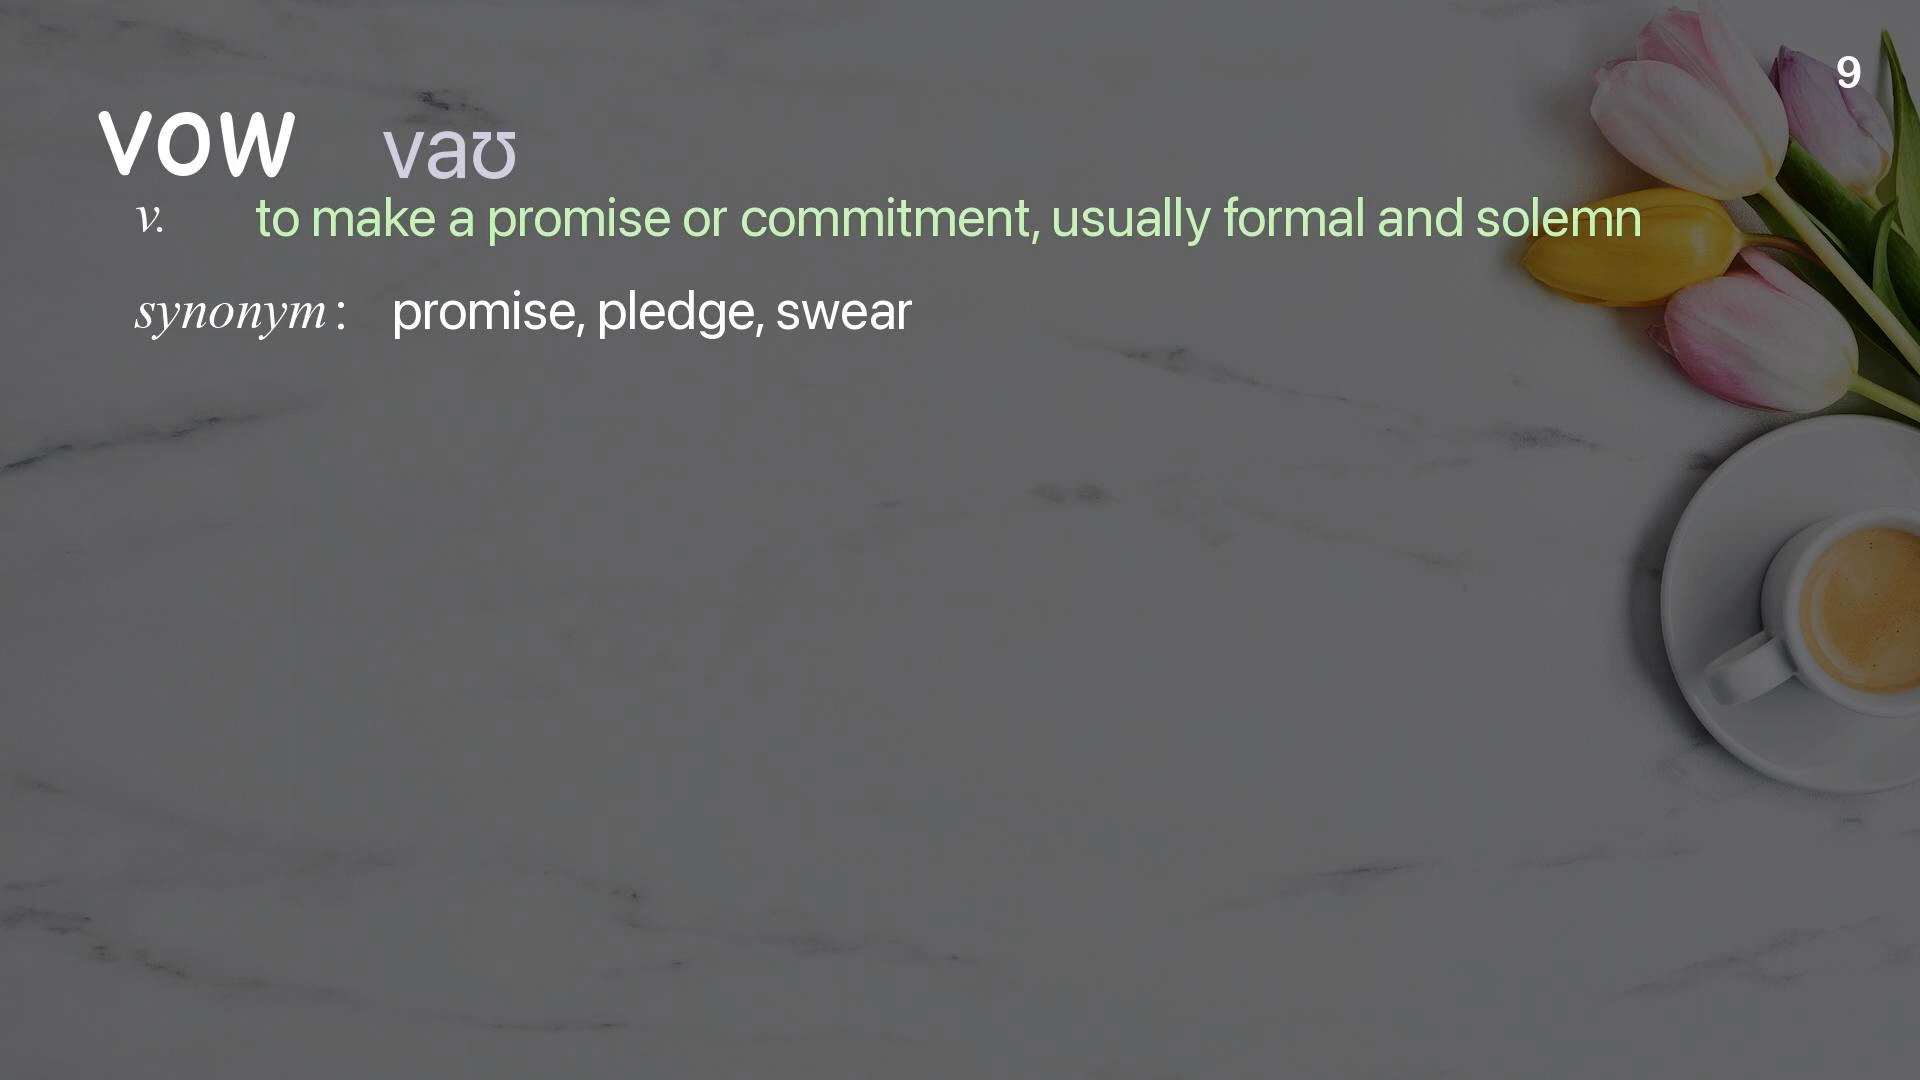 9
vow vaʊ
v. to make a promise or commitment, usually formal and solemn
synonym: promise, pledge, swear